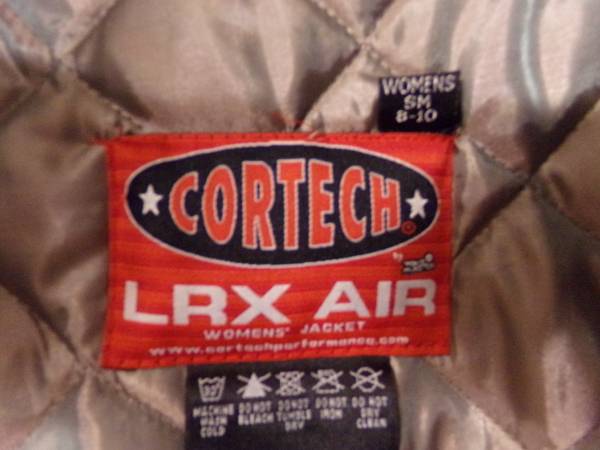 WOMENS
SM
8-10
CORTECH®
by
LRX AIR
WOMENS' JACKET
www.cortechperformance.com
MACHINE WASH COLD
DO NOT BLEACH
DO NOT TUMBLE DRY
DO NOT IRON
DO NOT DRY CLEAN